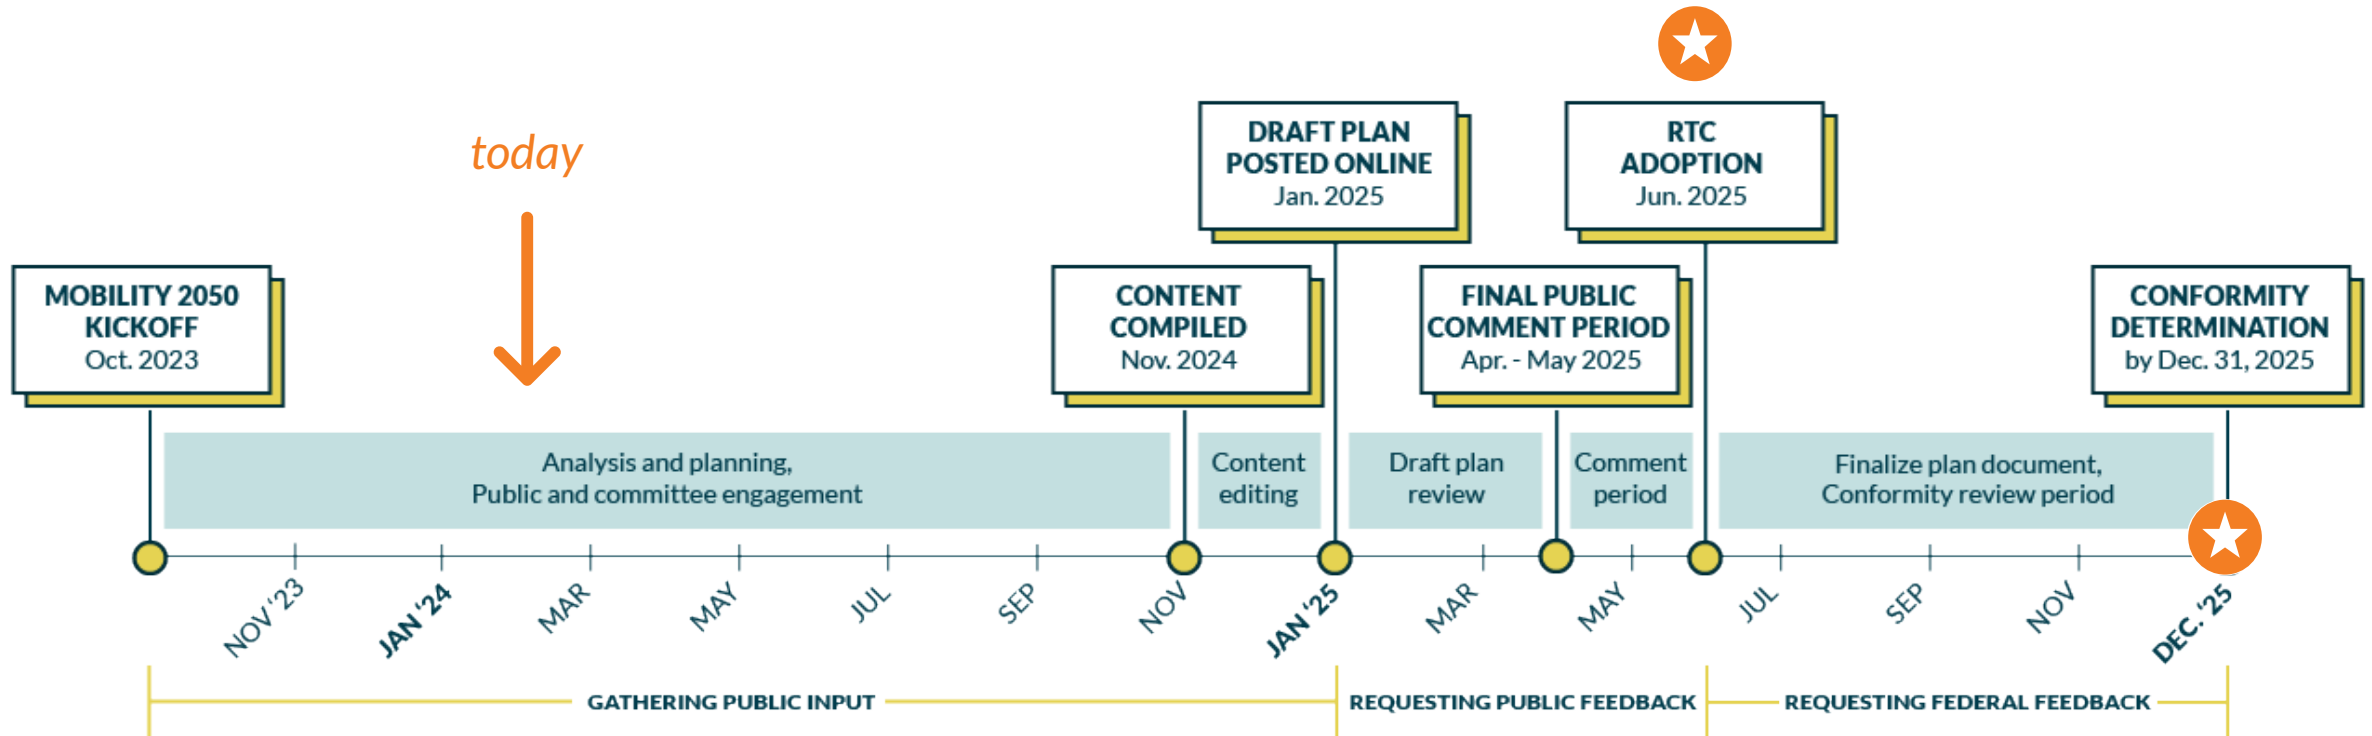 today
DRAFT PLAN
POSTED ONLINE
Jan. 2025
RTC
ADOPTION
Jun. 2025
MOBILITY 2050
KICKOFF
Oct. 2023
CONTENT
COMPILED
Nov. 2024
FINAL PUBLIC
COMMENT PERIOD
Apr. - May 2025
CONFORMITY
DETERMINATION
by Dec. 31, 2025
Analysis and planning,
Public and committee engagement
Content
editing
Draft plan
review
Comment
period
Finalize plan document,
Conformity review period
NOV '23
JAN '24
MAR
MAY
JUL
SEP
NOV
JAN '25
MAR
MAY
JUL
SEP
NOV
DEC. '25
GATHERING PUBLIC INPUT
REQUESTING PUBLIC FEEDBACK
REQUESTING FEDERAL FEEDBACK